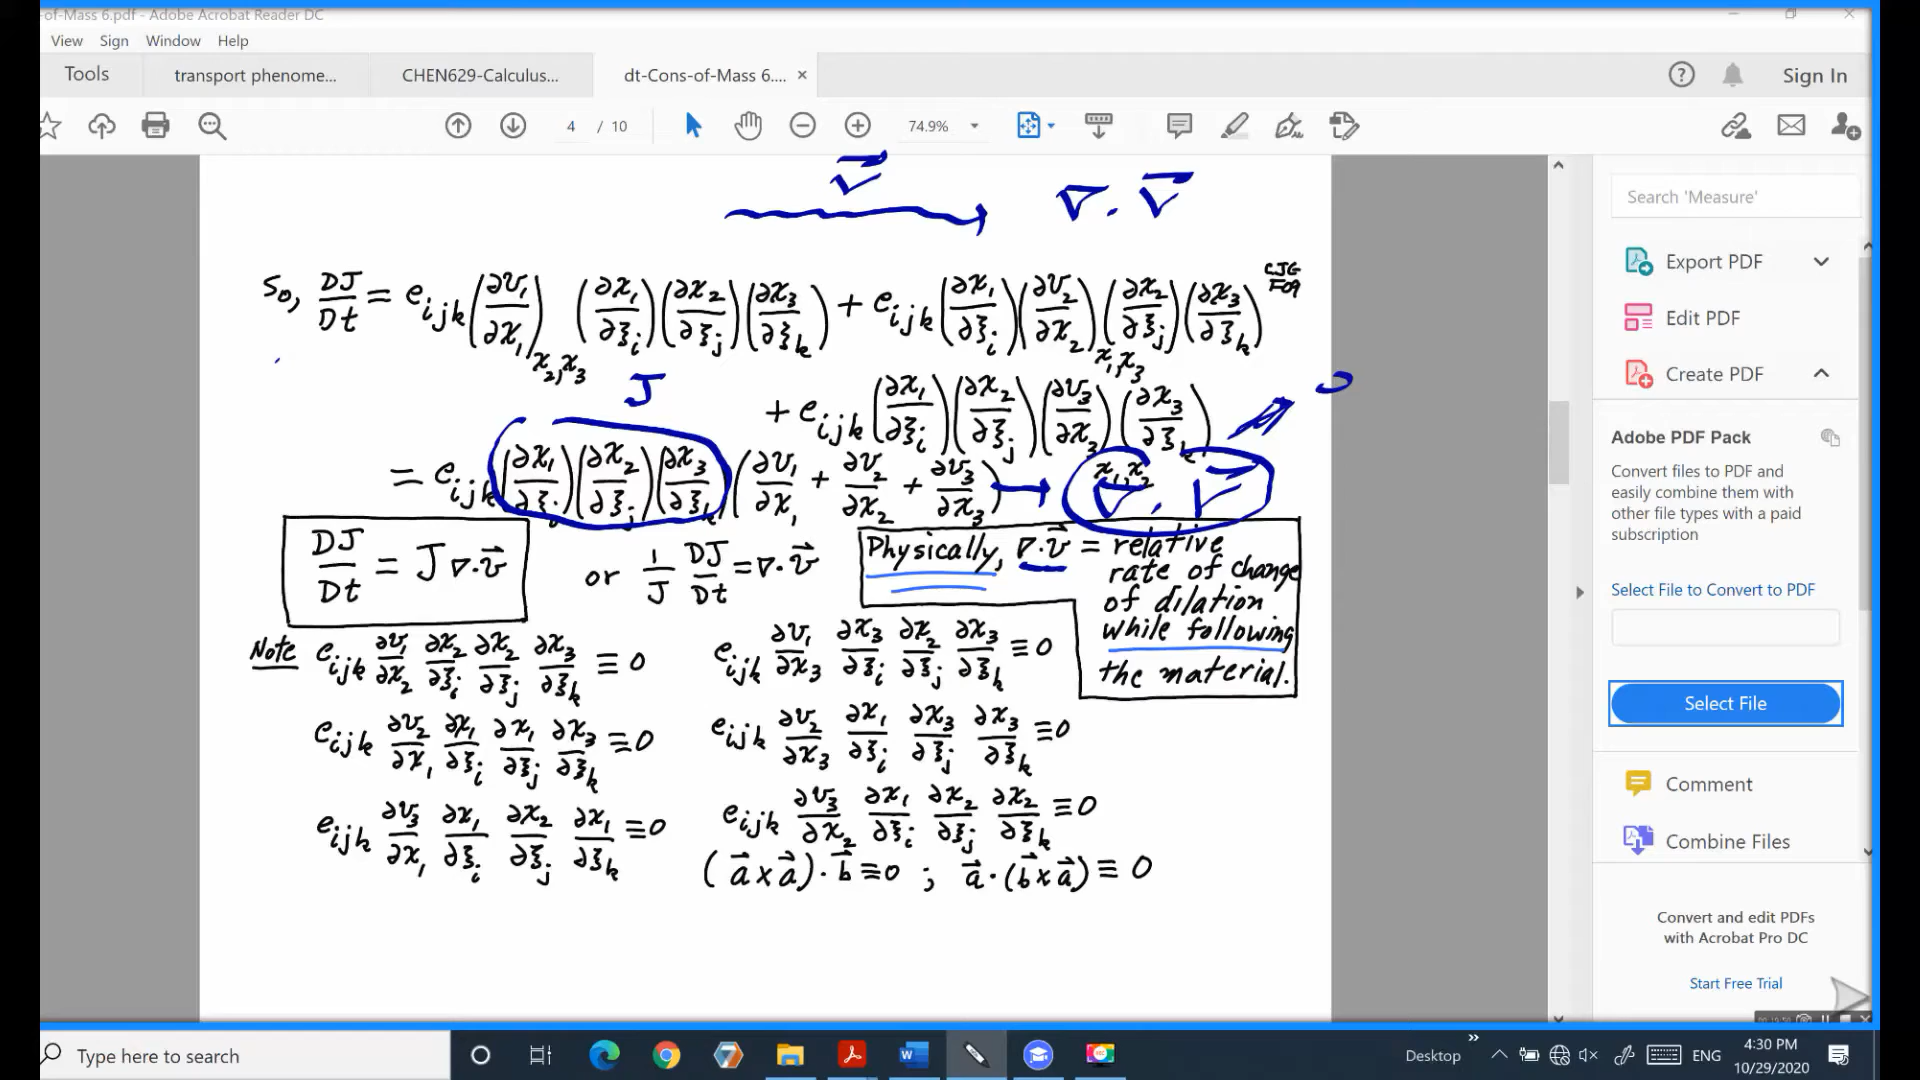 -of-Mass 6.pdf - Adobe Acrobat Reader DC
View Sign Window Help
Tools transport phenome... CHEN629-Calculus... dt-Cons-of-Mass 6.... × Sign In
4 / 10 74.9%
v⃗ ∇ . v⃗
CJG
F09
So, DJ/Dt = e_ijk (∂v₁/∂x₁)_x₂,x₃ (∂x₁/∂ξ_i)(∂x₂/∂ξ_j)(∂x₃/∂ξ_k) + e_ijk (∂x₁/∂ξ_i)(∂v₂/∂x₂)_x₁,x₃ (∂x₂/∂ξ_j)(∂x₃/∂ξ_k)
J
+ e_ijk (∂x₁/∂ξ_i)(∂x₂/∂ξ_j)(∂v₃/∂x₃)_x₁,x₂ (∂x₃/∂ξ_k)
= e_ijk (∂x₁/∂ξ_i)(∂x₂/∂ξ_j)(∂x₃/∂ξ_k) (∂v₁/∂x₁ + ∂v₂/∂x₂ + ∂v₃/∂x₃) → ∇ . v⃗
DJ/Dt = J ∇·v⃗ or 1/J DJ/Dt = ∇·v⃗
Physically, ∇·v⃗ = relative
rate of change
of dilation
while following
the material.
Note e_ijk ∂v₁/∂x₂ ∂x₂/∂ξ_i ∂x₂/∂ξ_j ∂x₃/∂ξ_k ≡ 0 e_ijk ∂v₁/∂x₃ ∂x₃/∂ξ_i ∂x₂/∂ξ_j ∂x₃/∂ξ_k ≡ 0
e_ijk ∂v₂/∂x₁ ∂x₁/∂ξ_i ∂x₁/∂ξ_j ∂x₃/∂ξ_k ≡ 0 e_ijk ∂v₂/∂x₃ ∂x₁/∂ξ_i ∂x₃/∂ξ_j ∂x₃/∂ξ_k ≡ 0
e_ijk ∂v₃/∂x₁ ∂x₁/∂ξ_i ∂x₂/∂ξ_j ∂x₁/∂ξ_k ≡ 0 e_ijk ∂v₃/∂x₂ ∂x₁/∂ξ_i ∂x₂/∂ξ_j ∂x₂/∂ξ_k ≡ 0
(a⃗ × a⃗) · b⃗ ≡ 0 ; a⃗ · (b⃗ × a⃗) ≡ 0
Search 'Measure'
Export PDF
Edit PDF
Create PDF
Adobe PDF Pack
Convert files to PDF and
easily combine them with
other file types with a paid
subscription
Select File to Convert to PDF
Select File
Comment
Combine Files
Convert and edit PDFs
with Acrobat Pro DC
Start Free Trial
Type here to search
Desktop » ENG
4:30 PM
10/29/2020